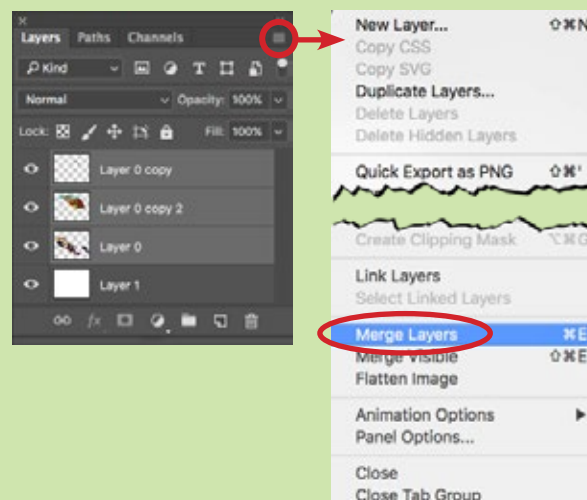 Layers Paths Channels
Kind
Normal Opacity: 100%
Lock: Fill: 100%
Layer 0 copy
Layer 0 copy 2
Layer 0
Layer 1
fx
New Layer... ⇧⌘N
Copy CSS
Copy SVG
Duplicate Layers...
Delete Layers
Delete Hidden Layers
Quick Export as PNG ⇧⌘'
Create Clipping Mask ⌥⌘G
Link Layers
Select Linked Layers
Merge Layers ⌘E
Merge Visible ⇧⌘E
Flatten Image
Animation Options
Panel Options...
Close
Close Tab Group